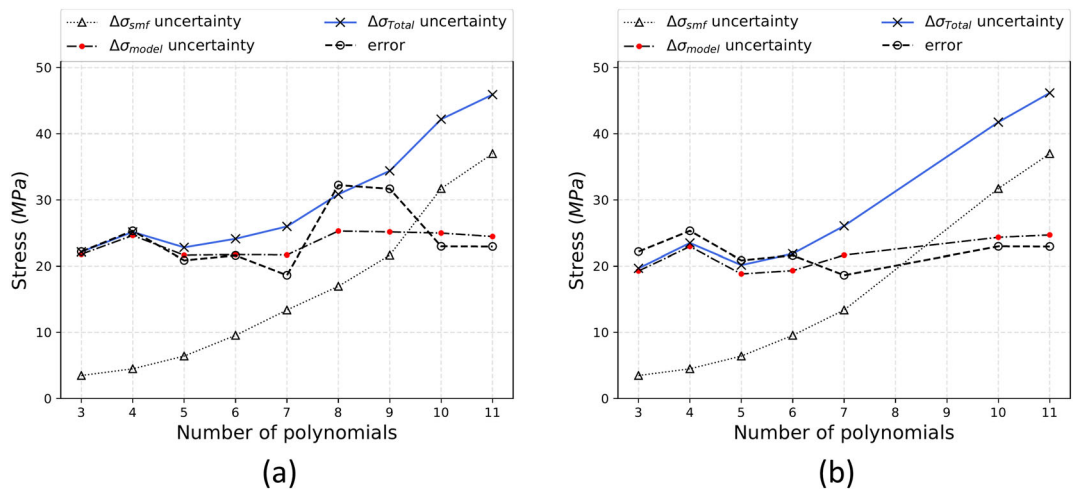 Δσsmf uncertainty
Δσmodel uncertainty
ΔσTotal uncertainty
error
50
40
30
20
10
0
Stress (MPa)
3 4 5 6 7 8 9 10 11
Number of polynomials
(a)
Δσsmf uncertainty
Δσmodel uncertainty
ΔσTotal uncertainty
error
50
40
30
20
10
0
Stress (MPa)
3 4 5 6 7 8 9 10 11
Number of polynomials
(b)